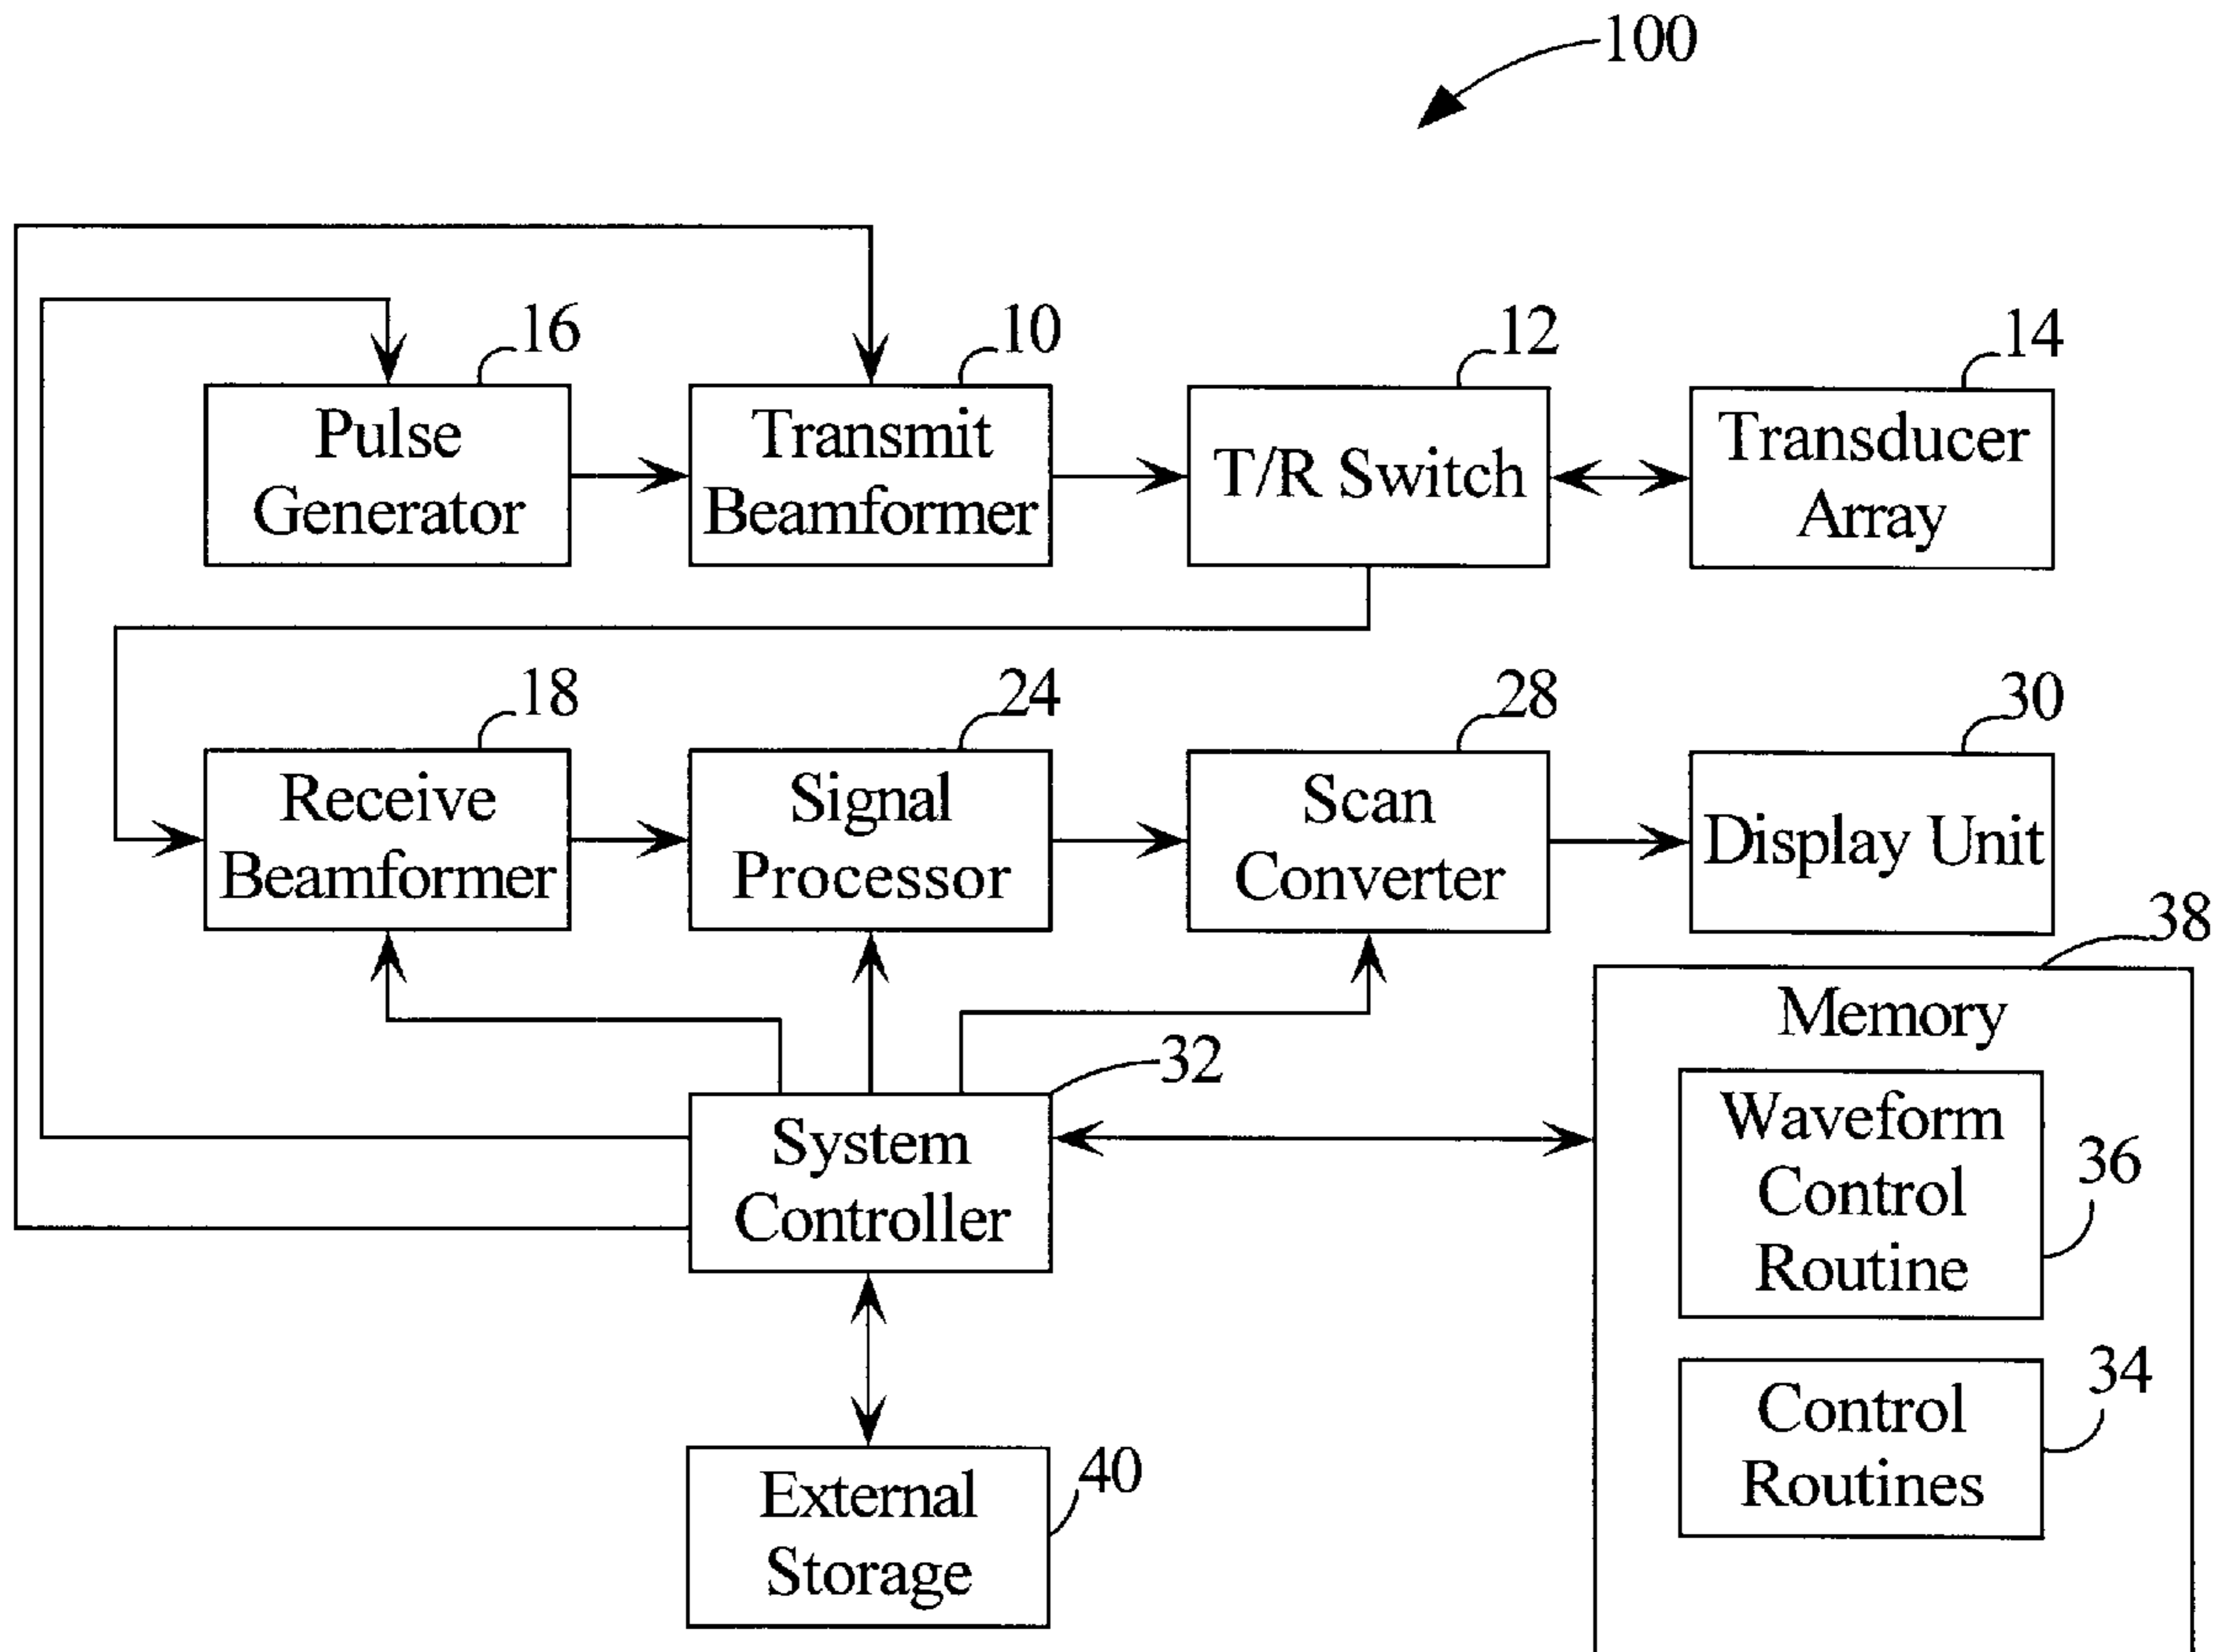 100
16
10
12
14
Pulse
Generator
Transmit
Beamformer
T/R Switch
Transducer
Array
18
24
28
30
Receive
Beamformer
Signal
Processor
Scan
Converter
Display Unit
38
Memory
32
System
Controller
Waveform
Control
Routine
36
34
Control
Routines
40
External
Storage